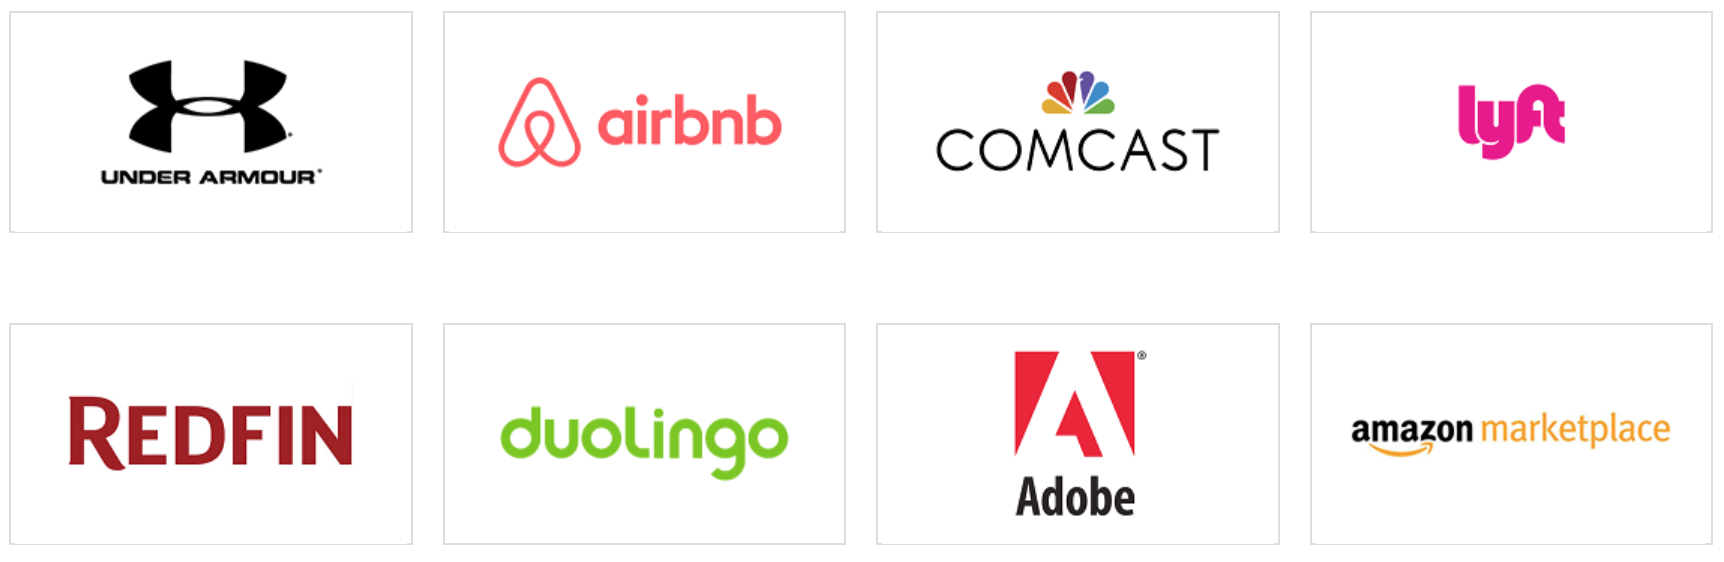 UNDER ARMOUR®
airbnb
COMCAST
lyft
REDFIN
duolingo
®
Adobe
amazon marketplace